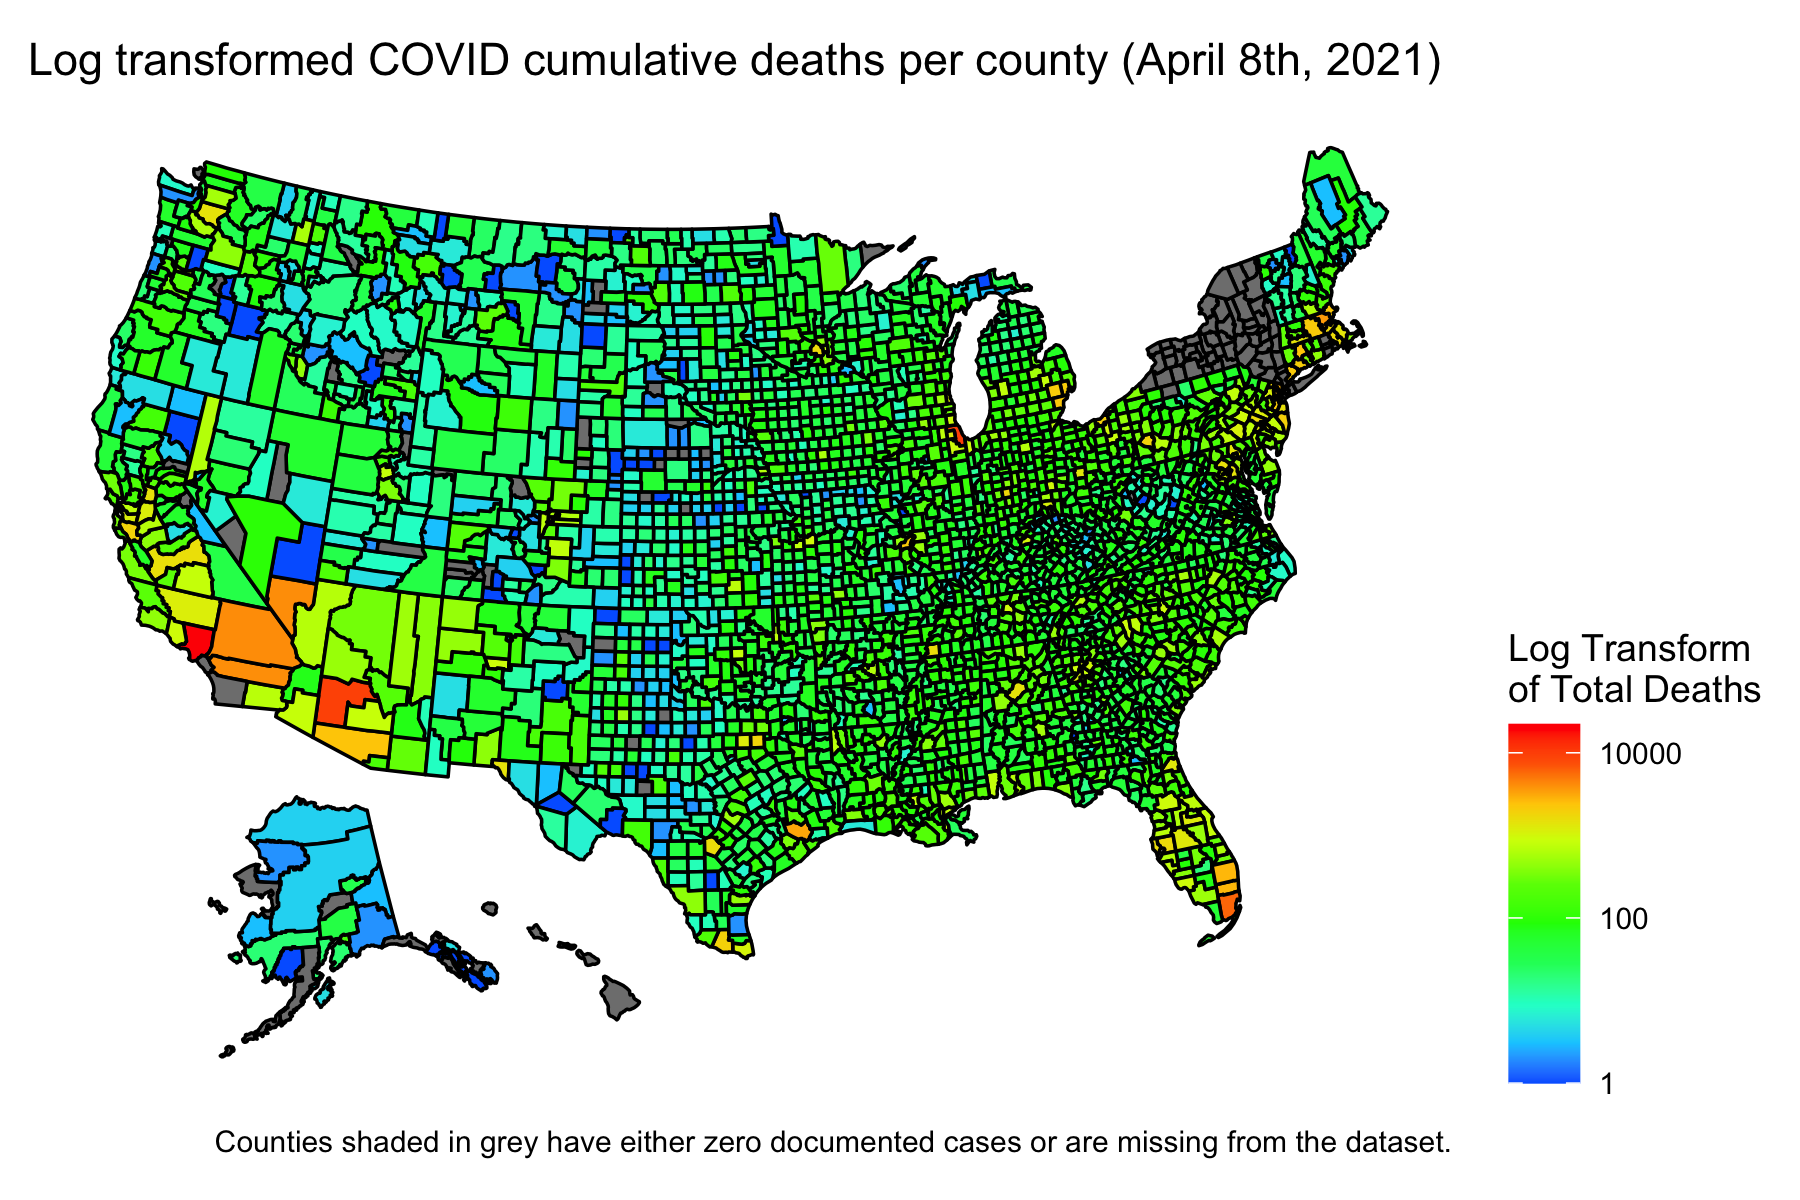 Log transformed COVID cumulative deaths per county (April 8th, 2021)
Log Transform
of Total Deaths
10000
100
1
Counties shaded in grey have either zero documented cases or are missing from the dataset.